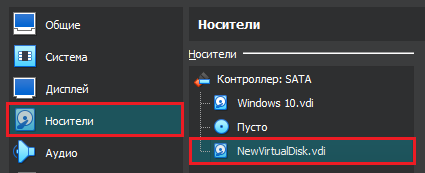 Общие
Система
Дисплей
Носители
Аудио
Носители
Носители
Контроллер: SATA
Windows 10.vdi
Пусто
NewVirtualDisk.vdi